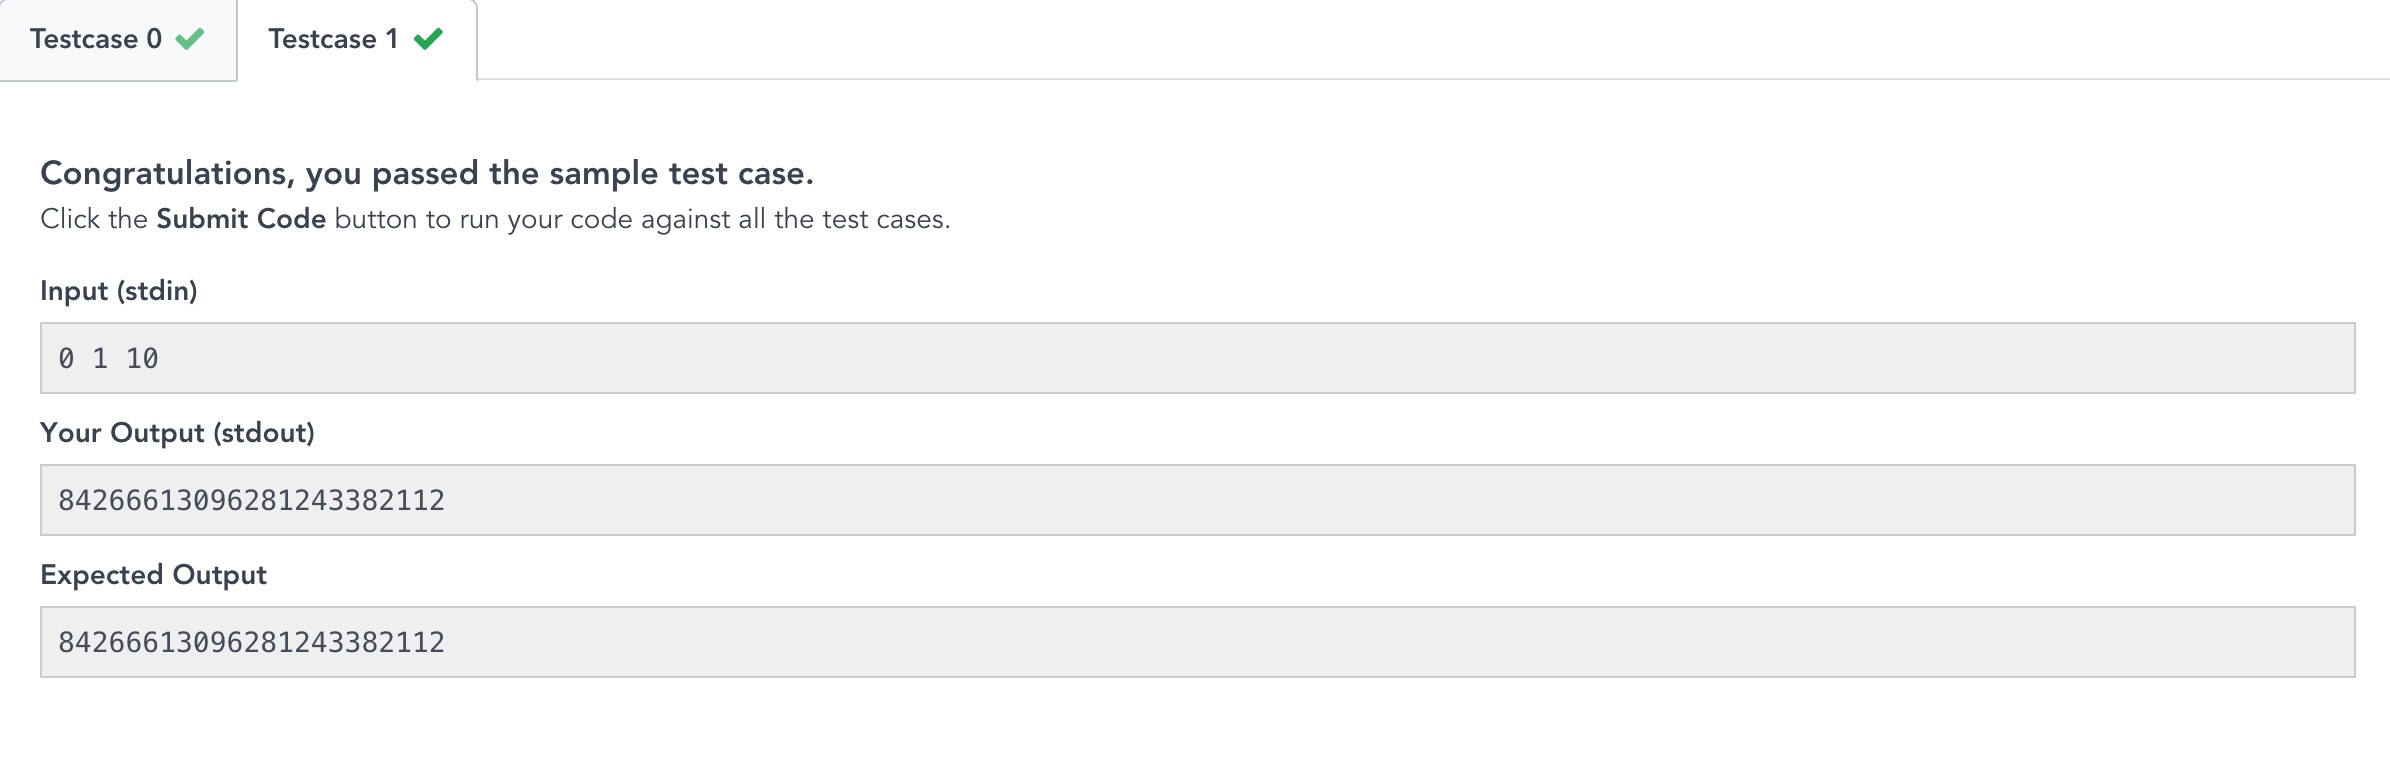 Testcase 0 Testcase 1
Congratulations, you passed the sample test case.
Click the Submit Code button to run your code against all the test cases.
Input (stdin)
0 1 10
Your Output (stdout)
84266613096281243382112
Expected Output
84266613096281243382112